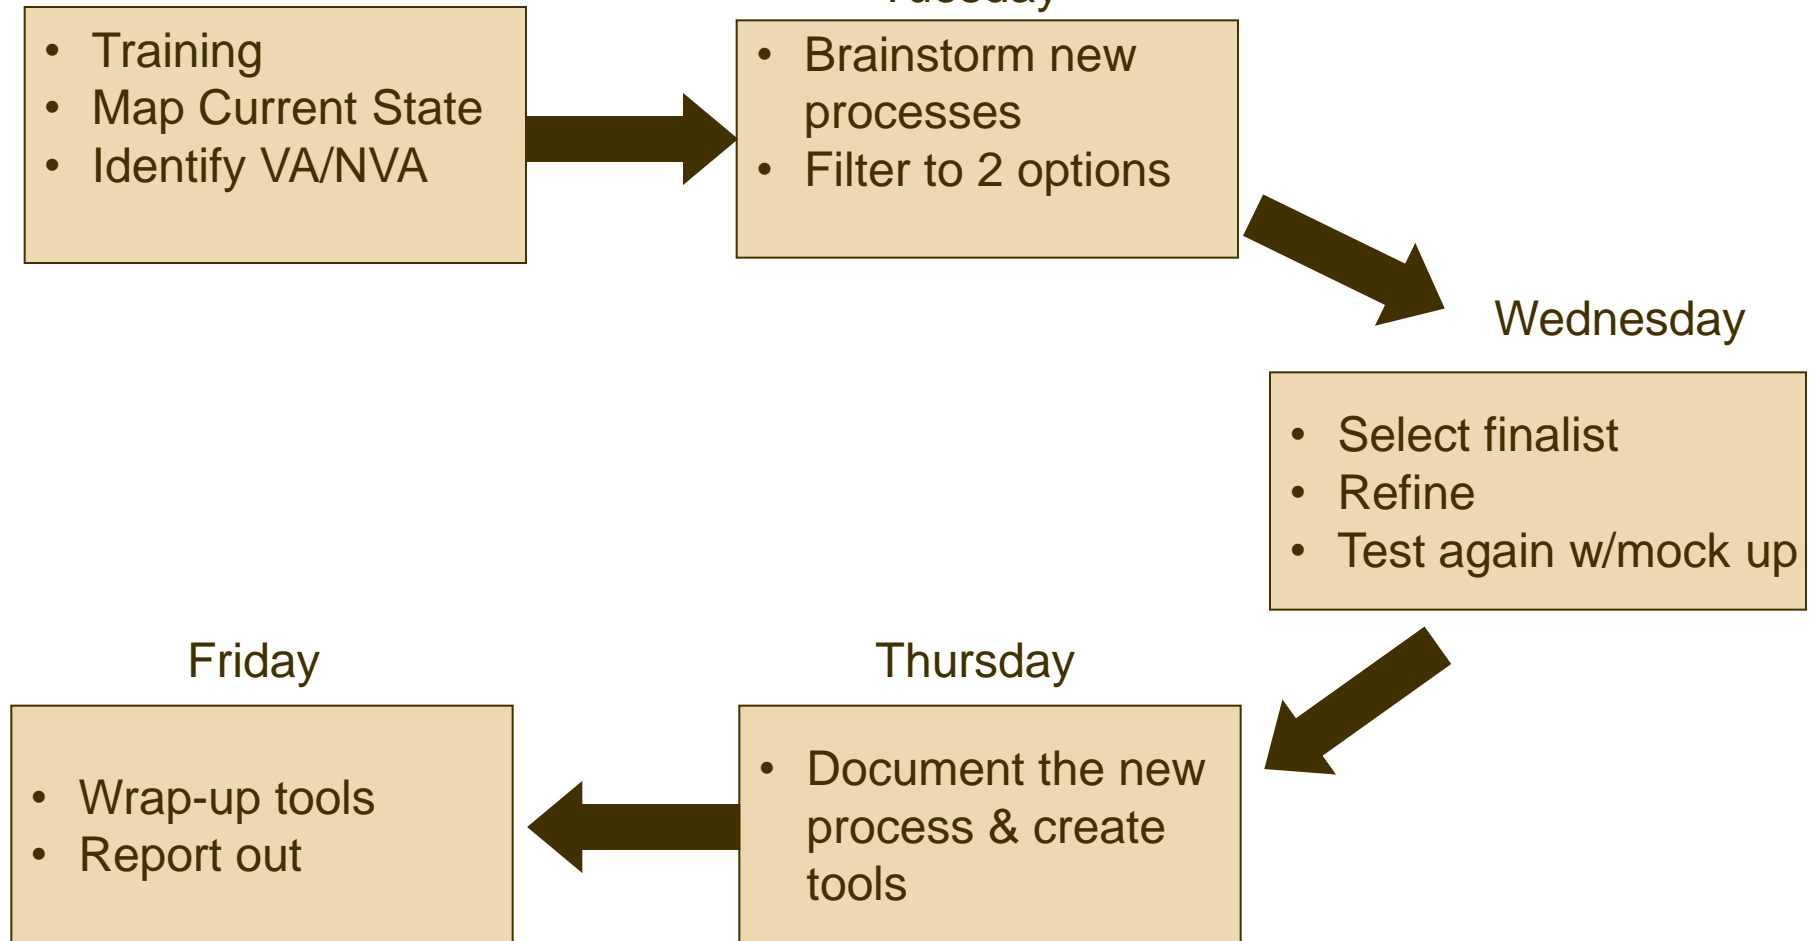 Tuesday
• Training
• Map Current State
• Identify VA/NVA
• Brainstorm new
processes
• Filter to 2 options
Wednesday
• Select finalist
• Refine
• Test again w/mock up
Thursday
• Document the new
process & create
tools
Friday
• Wrap-up tools
• Report out